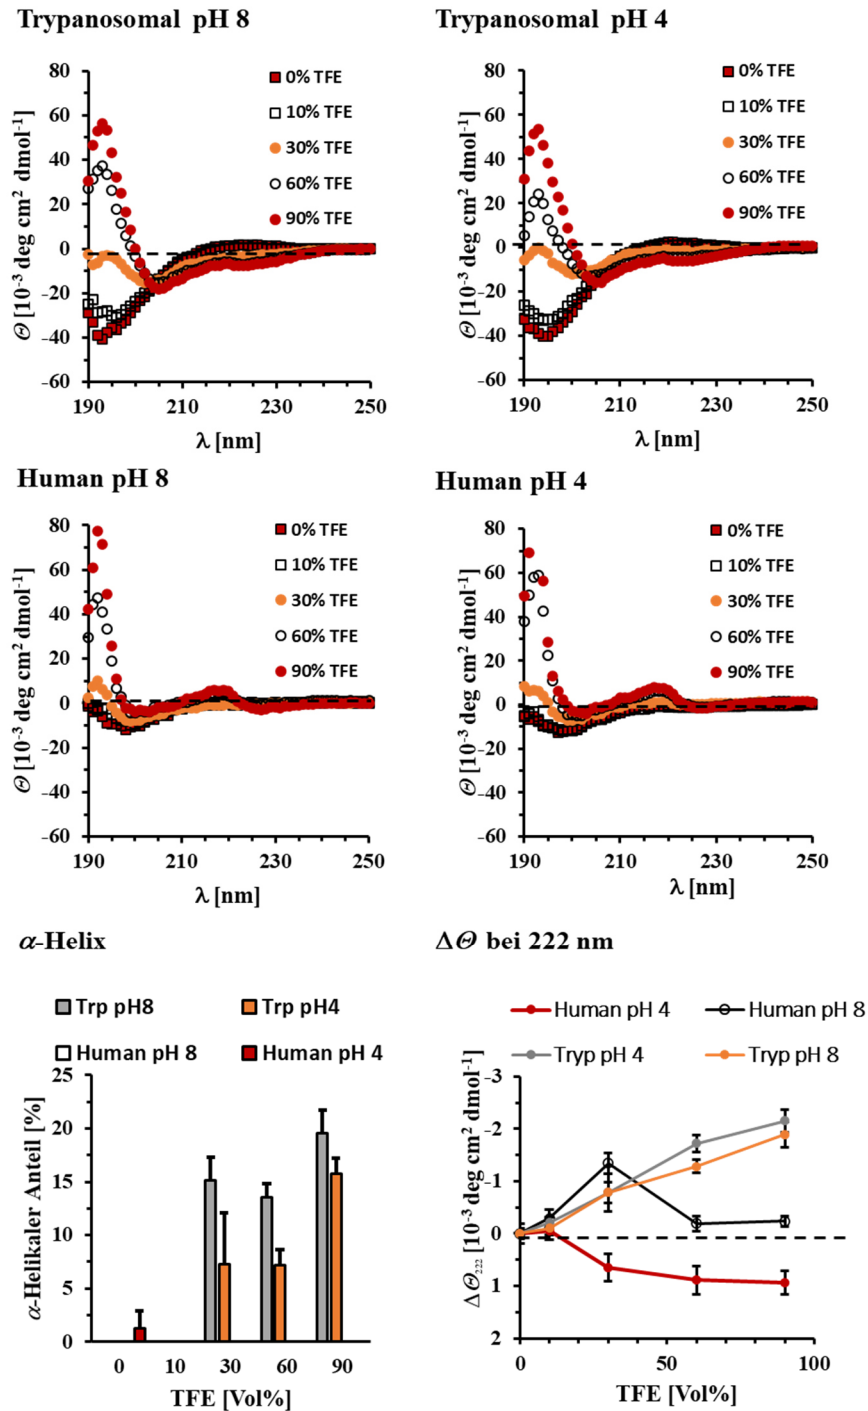 Trypanosomal pH 8
Trypanosomal pH 4
Θ [10⁻³ deg cm² dmol⁻¹]
80
60
40
20
0
-20
-40
-60
0% TFE
10% TFE
30% TFE
60% TFE
90% TFE
190
210
230
250
λ [nm]
Θ [10⁻³ deg cm² dmol⁻¹]
80
60
40
20
0
-20
-40
-60
0% TFE
10% TFE
30% TFE
60% TFE
90% TFE
190
210
230
250
λ [nm]
Human pH 8
Human pH 4
Θ [10⁻³ deg cm² dmol⁻¹]
80
60
40
20
0
-20
-40
-60
0% TFE
10% TFE
30% TFE
60% TFE
90% TFE
190
210
230
250
λ [nm]
Θ [10⁻³ deg cm² dmol⁻¹]
80
60
40
20
0
-20
-40
-60
0% TFE
10% TFE
30% TFE
60% TFE
90% TFE
190
210
230
250
λ [nm]
α-Helix
ΔΘ bei 222 nm
Trp pH8
Trp pH4
Human pH 8
Human pH 4
α-Helikaler Anteil [%]
25
20
15
10
5
0
0
10
30
60
90
TFE [Vol%]
Human pH 4
Human pH 8
Tryp pH 4
Tryp pH 8
ΔΘ₂₂₂ [10⁻³ deg cm² dmol⁻¹]
-3
-2
-1
0
1
2
0
50
100
TFE [Vol%]